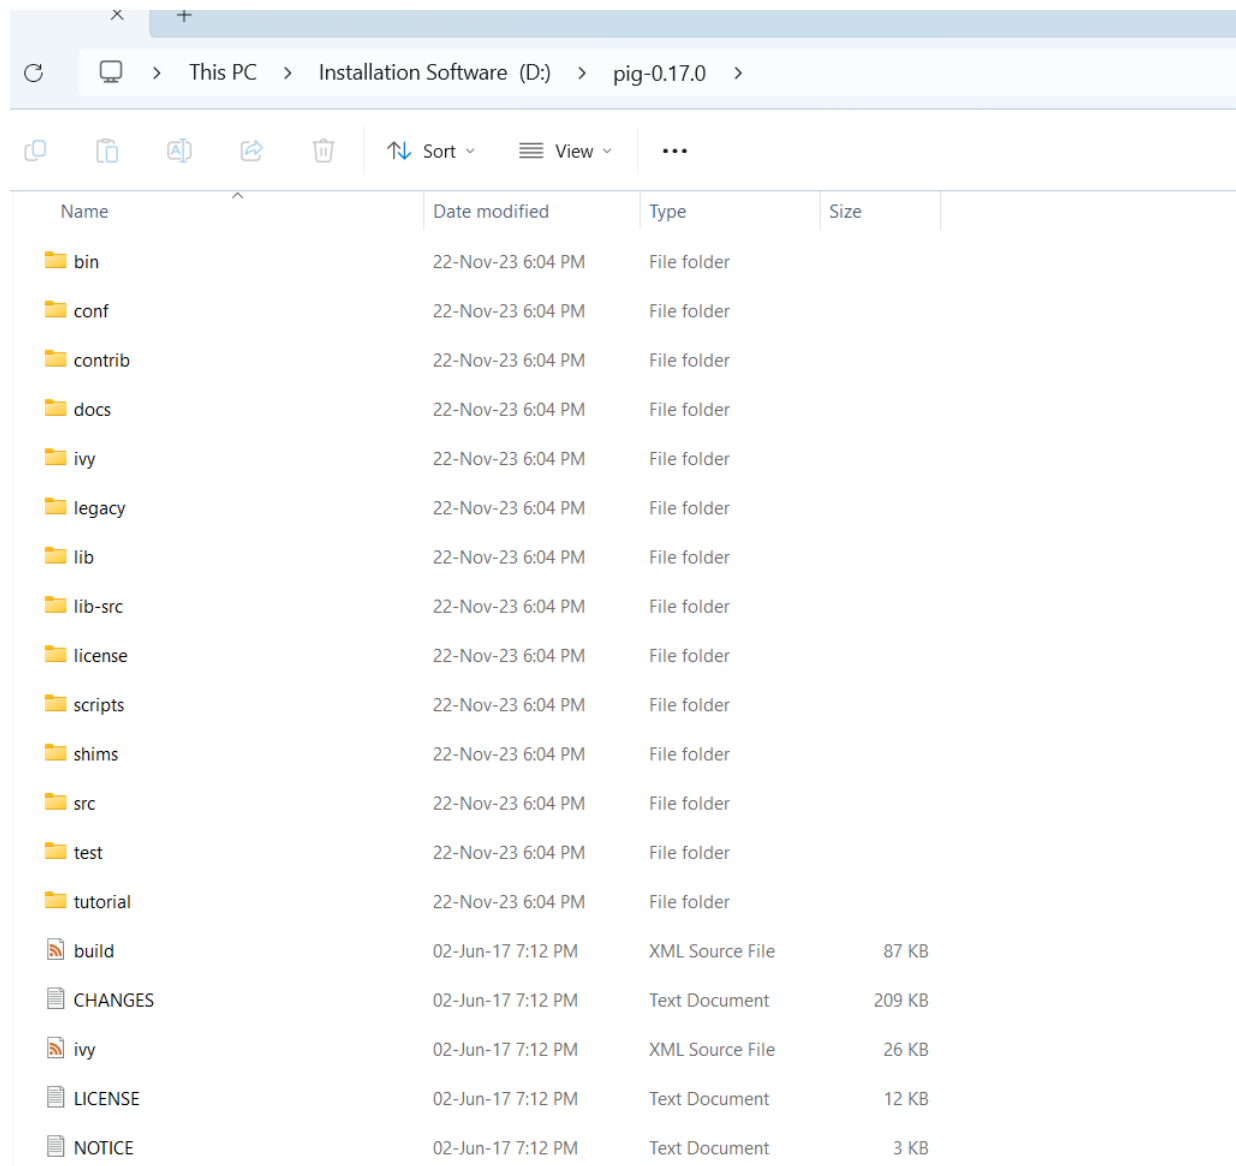 This PC > Installation Software (D:) > pig-0.17.0 >
Sort View ...
Name Date modified Type Size
bin 22-Nov-23 6:04 PM File folder
conf 22-Nov-23 6:04 PM File folder
contrib 22-Nov-23 6:04 PM File folder
docs 22-Nov-23 6:04 PM File folder
ivy 22-Nov-23 6:04 PM File folder
legacy 22-Nov-23 6:04 PM File folder
lib 22-Nov-23 6:04 PM File folder
lib-src 22-Nov-23 6:04 PM File folder
license 22-Nov-23 6:04 PM File folder
scripts 22-Nov-23 6:04 PM File folder
shims 22-Nov-23 6:04 PM File folder
src 22-Nov-23 6:04 PM File folder
test 22-Nov-23 6:04 PM File folder
tutorial 22-Nov-23 6:04 PM File folder
build 02-Jun-17 7:12 PM XML Source File 87 KB
CHANGES 02-Jun-17 7:12 PM Text Document 209 KB
ivy 02-Jun-17 7:12 PM XML Source File 26 KB
LICENSE 02-Jun-17 7:12 PM Text Document 12 KB
NOTICE 02-Jun-17 7:12 PM Text Document 3 KB